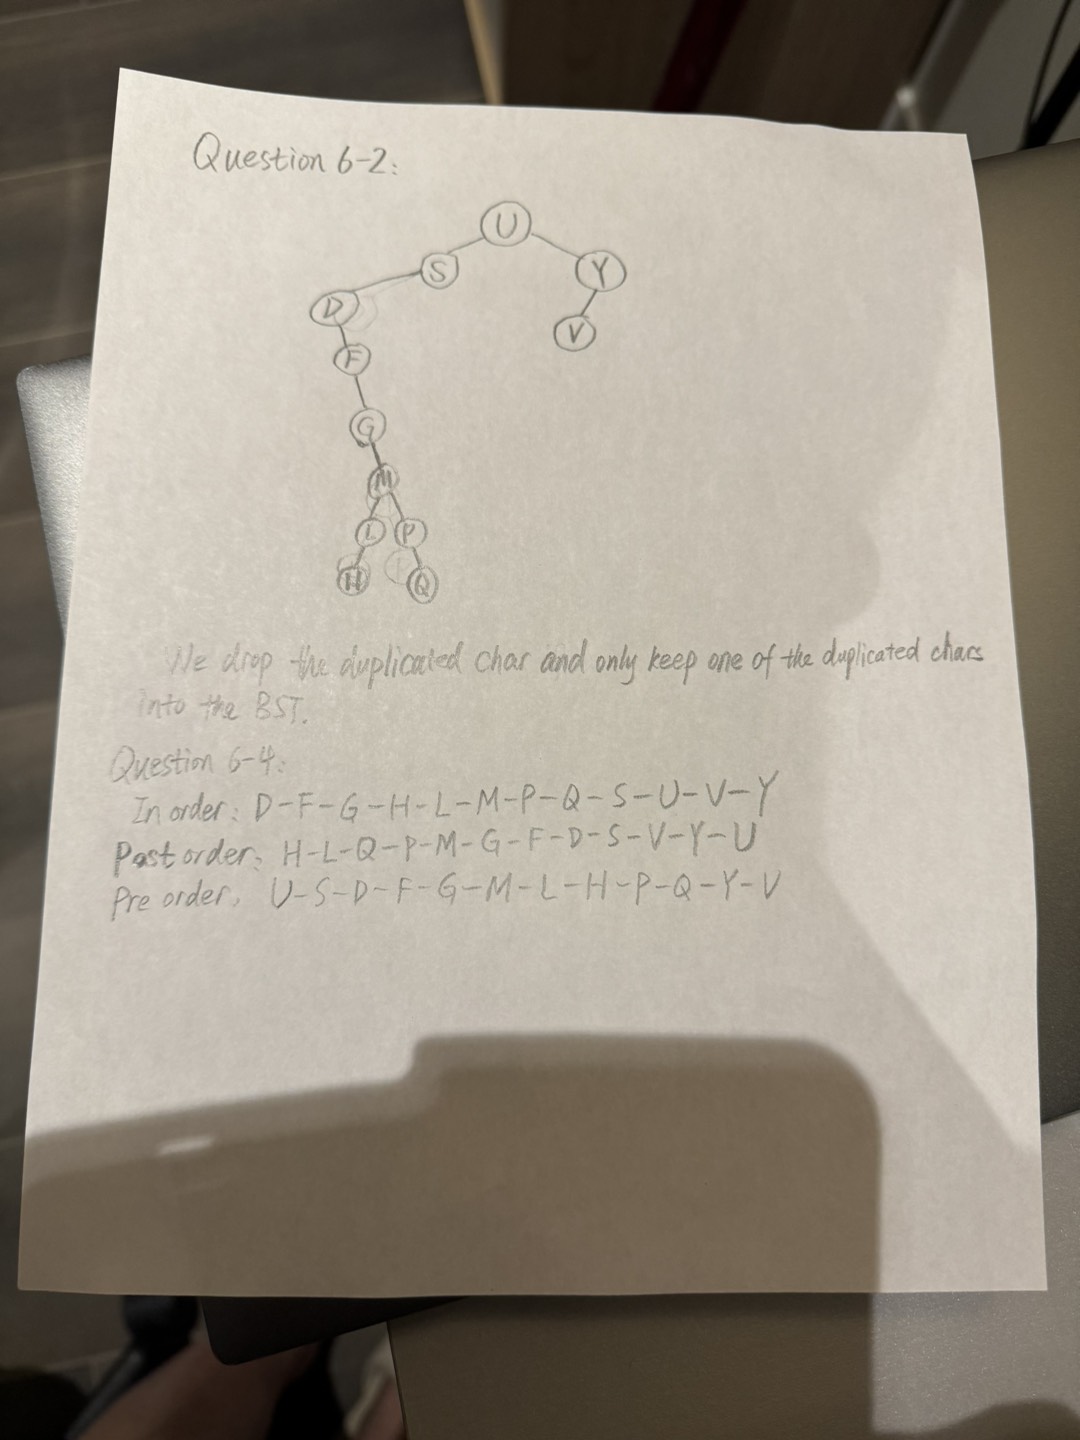 Question 6-2:
U
S
Y
D
V
F
G
M
L P
H Q
We drop the duplicated char and only keep one of the duplicated chars
into the BST.
Question 6-4:
In order: D-F-G-H-L-M-P-Q-S-U-V-Y
Post order: H-L-Q-P-M-G-F-D-S-V-Y-U
Pre order: U-S-D-F-G-M-L-H-P-Q-Y-V